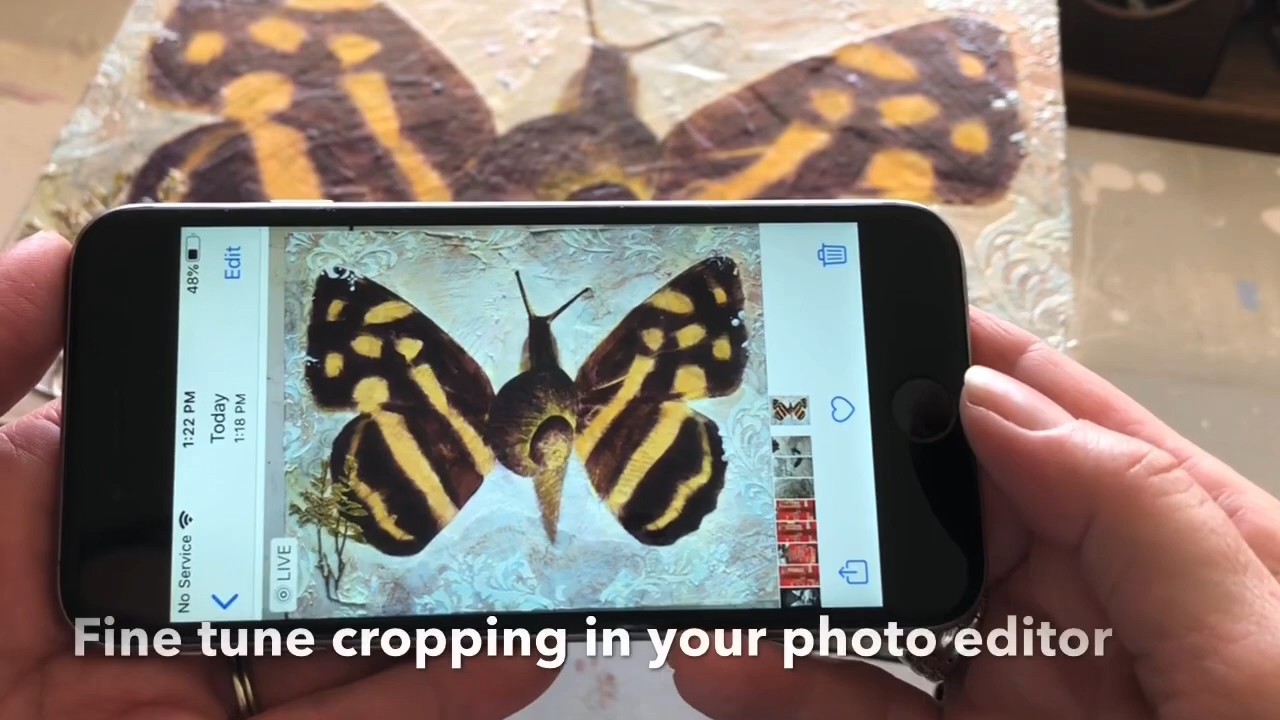 No Service
1:22 PM
48%
Today
1:18 PM
Edit
LIVE
Fine tune cropping in your photo editor